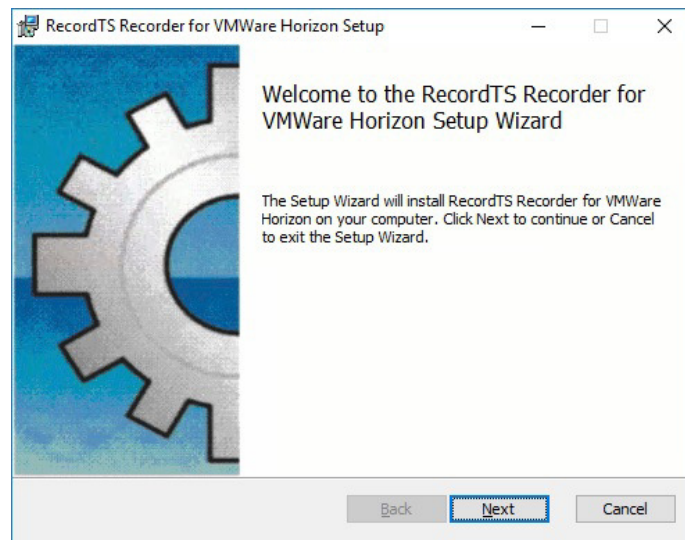 RecordTS Recorder for VMWare Horizon Setup
Welcome to the RecordTS Recorder for
VMWare Horizon Setup Wizard
The Setup Wizard will install RecordTS Recorder for VMWare
Horizon on your computer. Click Next to continue or Cancel
to exit the Setup Wizard.
Back Next Cancel